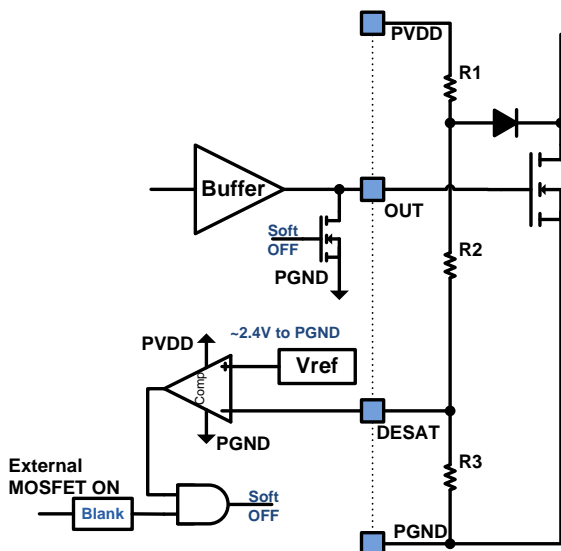 PVDD
R1
Buffer
OUT
Soft
OFF
PGND
R2
~2.4V to PGND
PVDD
+
Vref
Comp
DESAT
PGND
R3
External
MOSFET ON
Blank
Soft
OFF
PGND